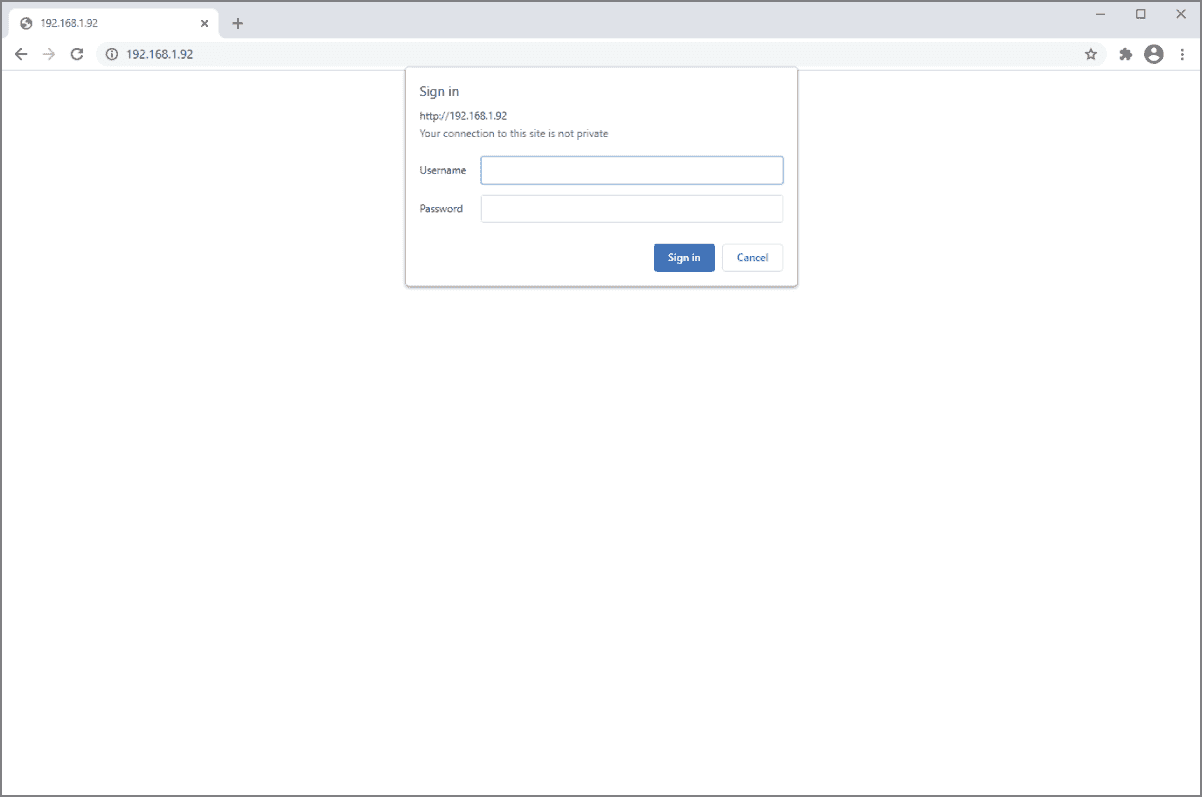 192.168.1.92
192.168.1.92
Sign in
http://192.168.1.92
Your connection to this site is not private
Username
Password
Sign in Cancel